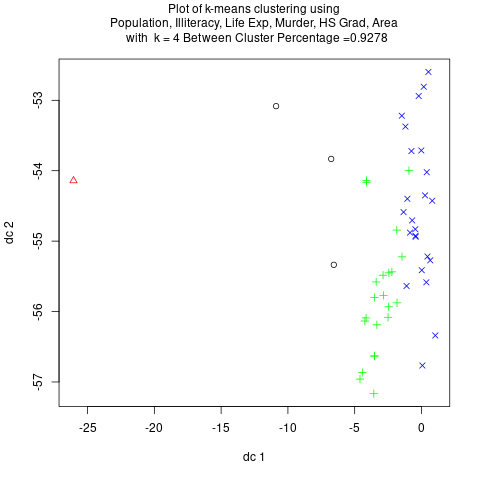 Plot of k-means clustering using
Population, Illiteracy, Life Exp, Murder, HS Grad, Area
with  k = 4 Between Cluster Percentage =0.9278
-53
-54
-55
-56
-57
dc 2
-25 -20 -15 -10 -5 0
dc 1